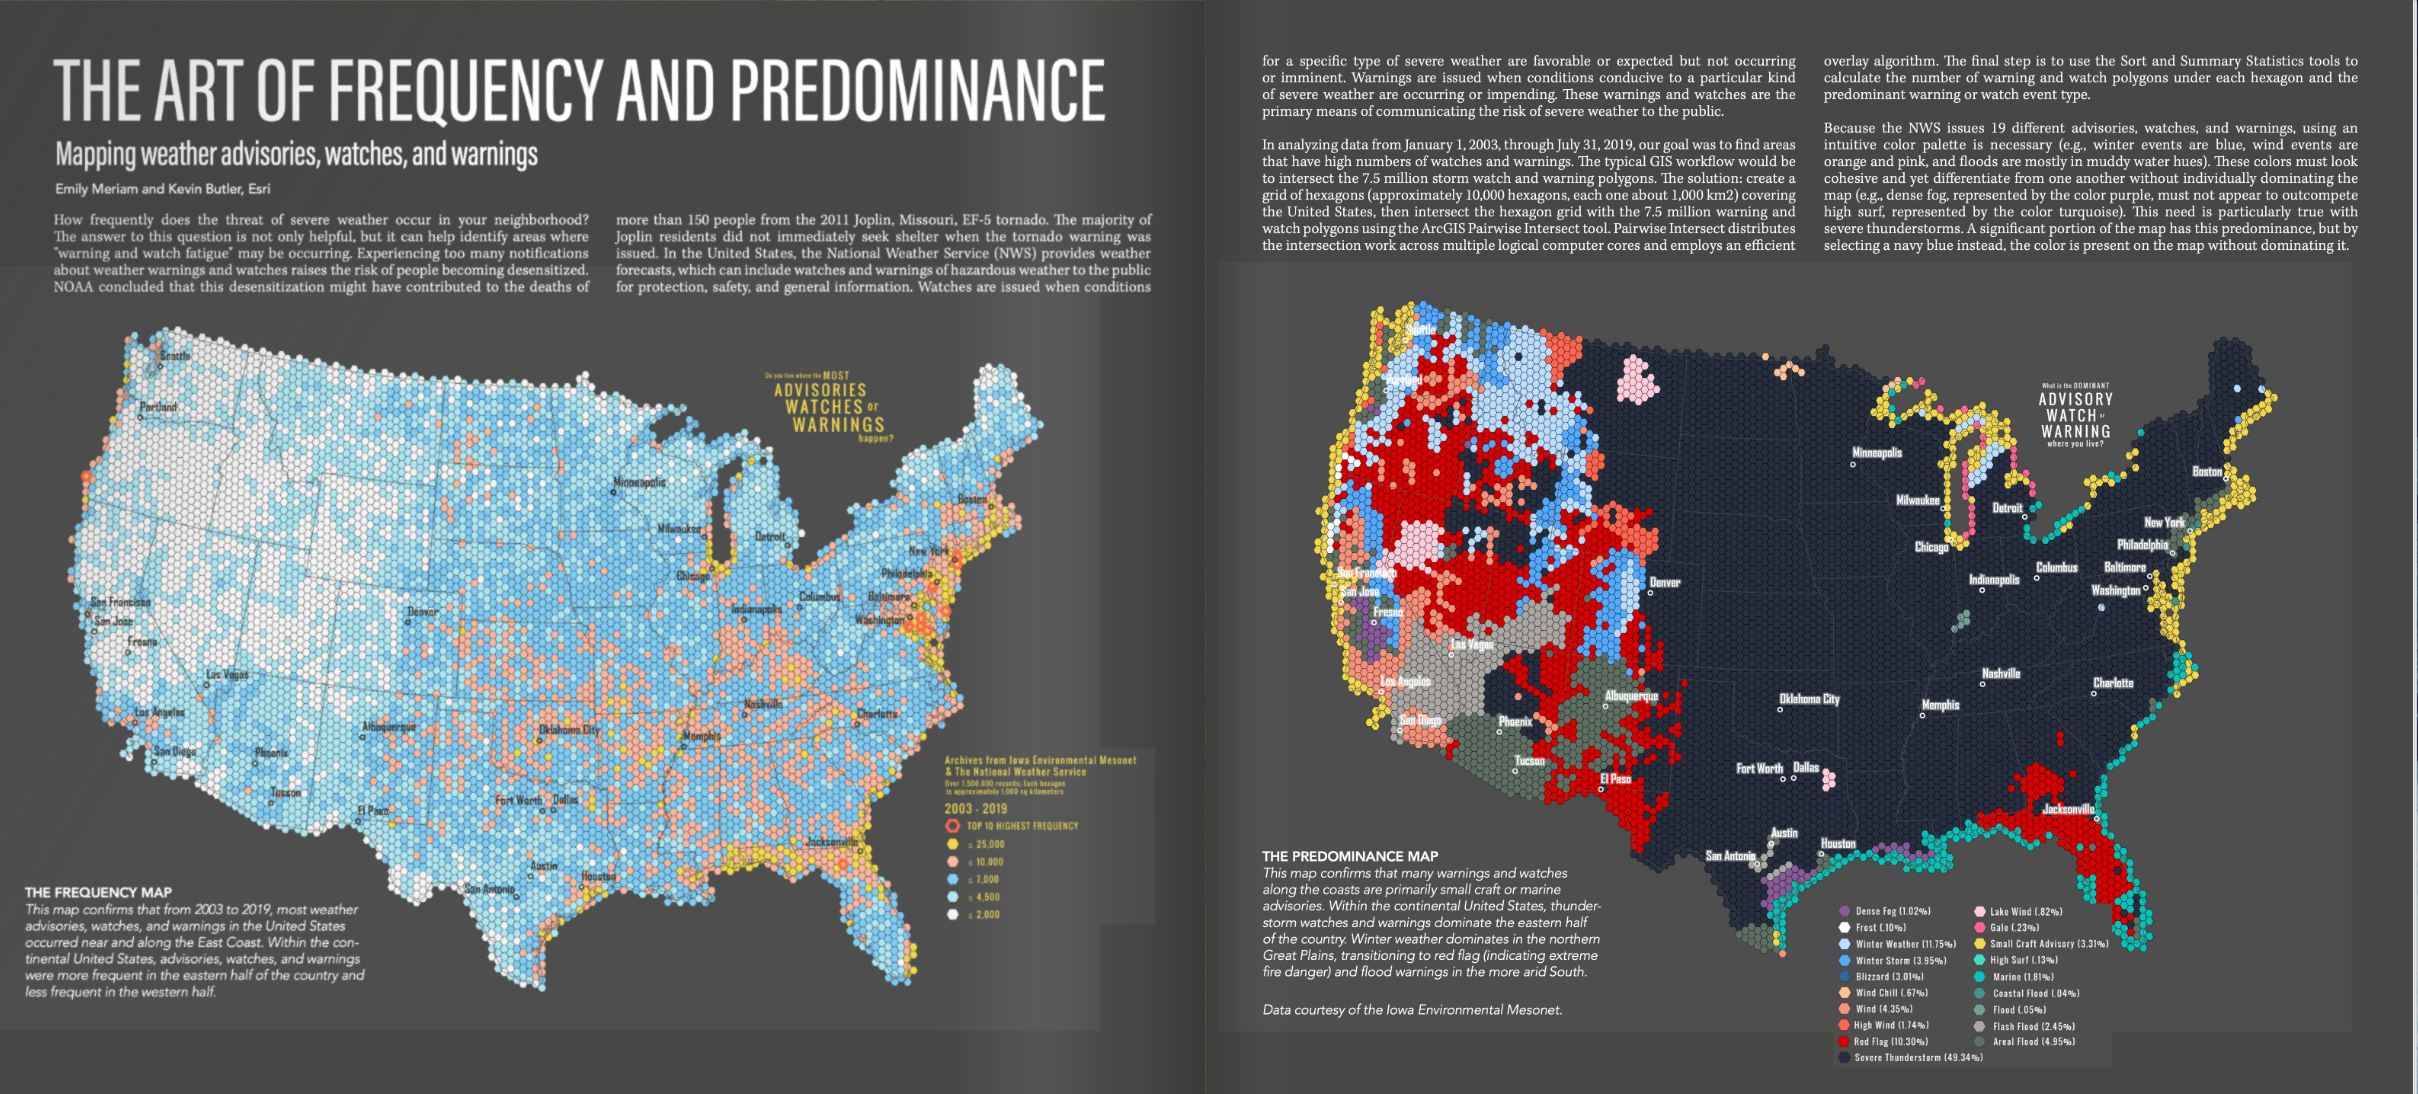 THE ART OF FREQUENCY AND PREDOMINANCE
Mapping weather advisories, watches, and warnings
Emily Meriam and Kevin Butler, Esri
How frequently does the threat of severe weather occur in your neighborhood?
The answer to this question is not only helpful, but it can help identify areas where
"warning and watch fatigue" may be occurring. Experiencing too many notifications
about weather warnings and watches raises the risk of people becoming desensitized.
NOAA concluded that this desensitization might have contributed to the deaths of
more than 150 people from the 2011 Joplin, Missouri, EF-5 tornado. The majority of
Joplin residents did not immediately seek shelter when the tornado warning was
issued. In the United States, the National Weather Service (NWS) provides weather
forecasts, which can include watches and warnings of hazardous weather to the public
for protection, safety, and general information. Watches are issued when conditions
Do you live where the MOST
ADVISORIES
WATCHES or
WARNINGS
happen?
Seattle
Portland
Minneapolis
Boston
Milwaukee
Detroit
New York
Chicago
Philadelphia
San Francisco
San Jose
Denver
Indianapolis
Columbus
Baltimore
Washington
Fresno
Las Vegas
Los Angeles
Albuquerque
Oklahoma City
Nashville
Memphis
Charlotte
San Diego
Phoenix
Tucson
El Paso
Fort Worth
Dallas
Jacksonville
Austin
Houston
San Antonio
Archives from Iowa Environmental Mesonet
& The National Weather Service
Over 7,500,000 records: Each hexagon
is approximately 1,000 sq kilometers
2003 - 2019
TOP 10 HIGHEST FREQUENCY
≤ 25,000
≤ 10,000
≤ 7,000
≤ 4,500
≤ 2,000
THE FREQUENCY MAP
This map confirms that from 2003 to 2019, most weather
advisories, watches, and warnings in the United States
occurred near and along the East Coast. Within the con-
tinental United States, advisories, watches, and warnings
were more frequent in the eastern half of the country and
less frequent in the western half.
for a specific type of severe weather are favorable or expected but not occurring
or imminent. Warnings are issued when conditions conducive to a particular kind
of severe weather are occurring or impending. These warnings and watches are the
primary means of communicating the risk of severe weather to the public.
In analyzing data from January 1, 2003, through July 31, 2019, our goal was to find areas
that have high numbers of watches and warnings. The typical GIS workflow would be
to intersect the 7.5 million storm watch and warning polygons. The solution: create a
grid of hexagons (approximately 10,000 hexagons, each one about 1,000 km2) covering
the United States, then intersect the hexagon grid with the 7.5 million warning and
watch polygons using the ArcGIS Pairwise Intersect tool. Pairwise Intersect distributes
the intersection work across multiple logical computer cores and employs an efficient
overlay algorithm. The final step is to use the Sort and Summary Statistics tools to
calculate the number of warning and watch polygons under each hexagon and the
predominant warning or watch event type.
Because the NWS issues 19 different advisories, watches, and warnings, using an
intuitive color palette is necessary (e.g., winter events are blue, wind events are
orange and pink, and floods are mostly in muddy water hues). These colors must look
cohesive and yet differentiate from one another without individually dominating the
map (e.g., dense fog, represented by the color purple, must not appear to outcompete
high surf, represented by the color turquoise). This need is particularly true with
severe thunderstorms. A significant portion of the map has this predominance, but by
selecting a navy blue instead, the color is present on the map without dominating it.
What is the DOMINANT
ADVISORY
WATCH or
WARNING
where you live?
Seattle
Portland
Minneapolis
Boston
Milwaukee
Detroit
New York
Chicago
Philadelphia
San Francisco
San Jose
Denver
Indianapolis
Columbus
Baltimore
Washington
Fresno
Las Vegas
Los Angeles
Albuquerque
Oklahoma City
Nashville
Memphis
Charlotte
San Diego
Phoenix
Tucson
El Paso
Fort Worth
Dallas
Jacksonville
Austin
Houston
San Antonio
THE PREDOMINANCE MAP
This map confirms that many warnings and watches
along the coasts are primarily small craft or marine
advisories. Within the continental United States, thunder-
storm watches and warnings dominate the eastern half
of the country. Winter weather dominates in the northern
Great Plains, transitioning to red flag (indicating extreme
fire danger) and flood warnings in the more arid South.
Data courtesy of the Iowa Environmental Mesonet.
Dense Fog (1.02%)
Frost (.10%)
Winter Weather (11.75%)
Winter Storm (3.95%)
Blizzard (3.01%)
Wind Chill (.67%)
Wind (4.35%)
High Wind (1.74%)
Red Flag (10.30%)
Severe Thunderstorm (49.34%)
Lake Wind (.82%)
Gale (.23%)
Small Craft Advisory (3.31%)
High Surf (.13%)
Marine (1.81%)
Coastal Flood (.04%)
Flood (.05%)
Flash Flood (2.45%)
Areal Flood (4.95%)